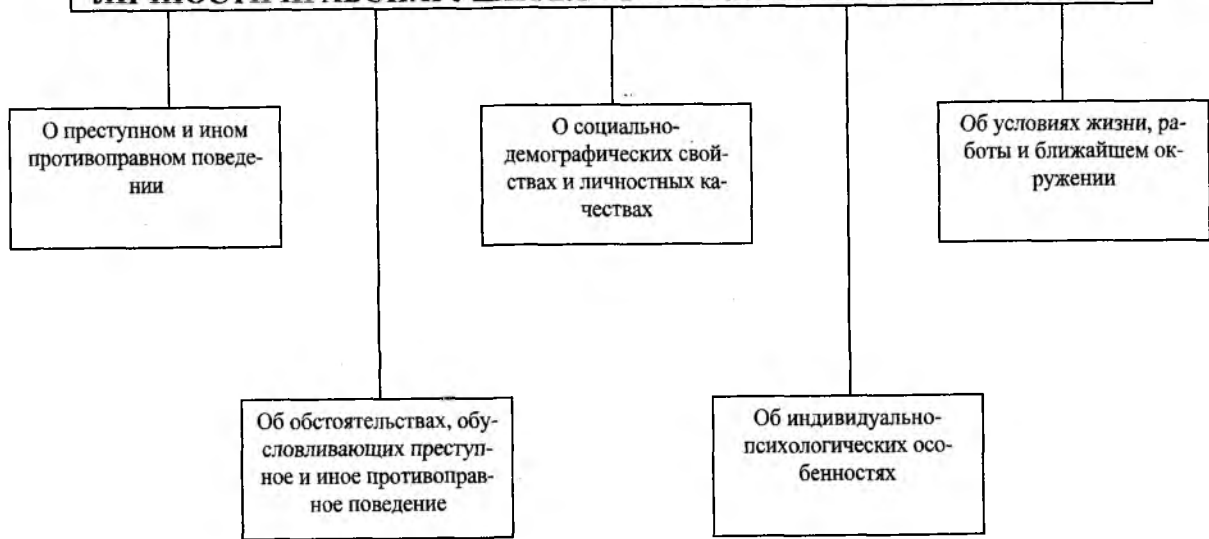 О преступном и ином
противоправном поведе-
нии
О социально-
демографических свой-
ствах и личностных ка-
чествах
Об условиях жизни, ра-
боты и ближайшем ок-
ружении
Об обстоятельствах, обу-
словливающих преступ-
ное и иное противоправ-
ное поведение
Об индивидуально-
психологических осо-
бенностях